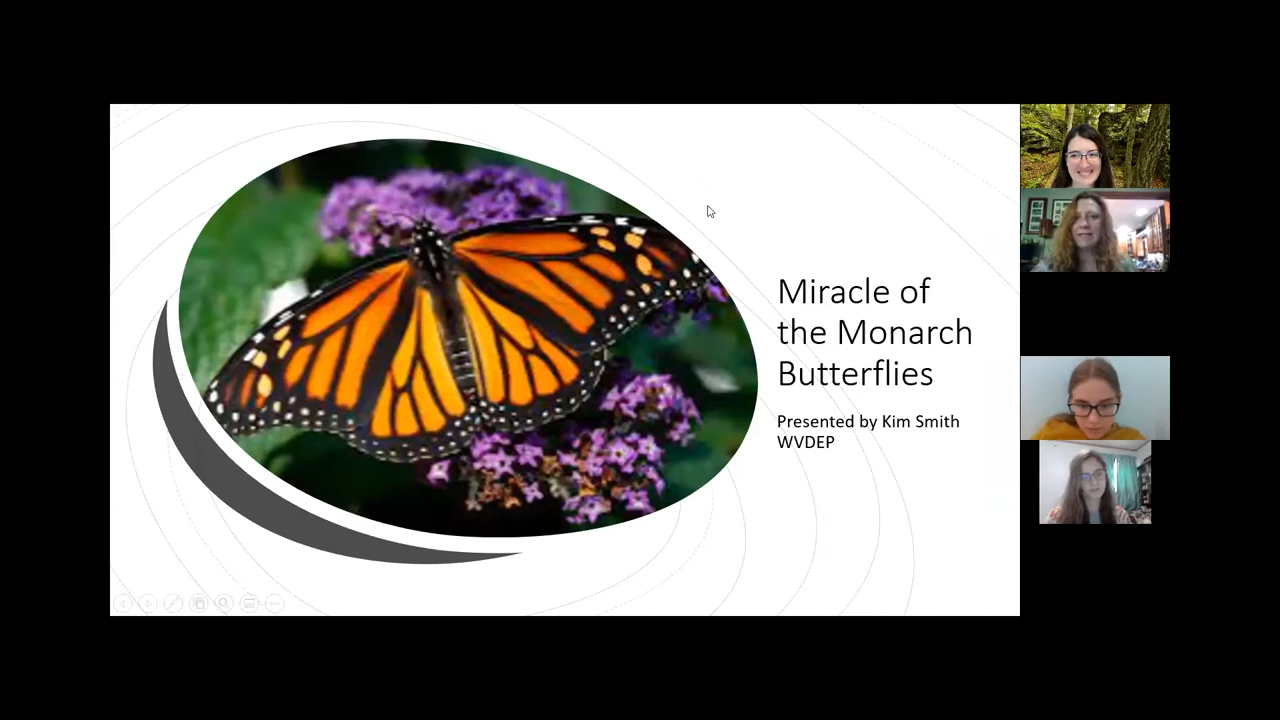 Miracle of
the Monarch
Butterflies
Presented by Kim Smith
WVDEP